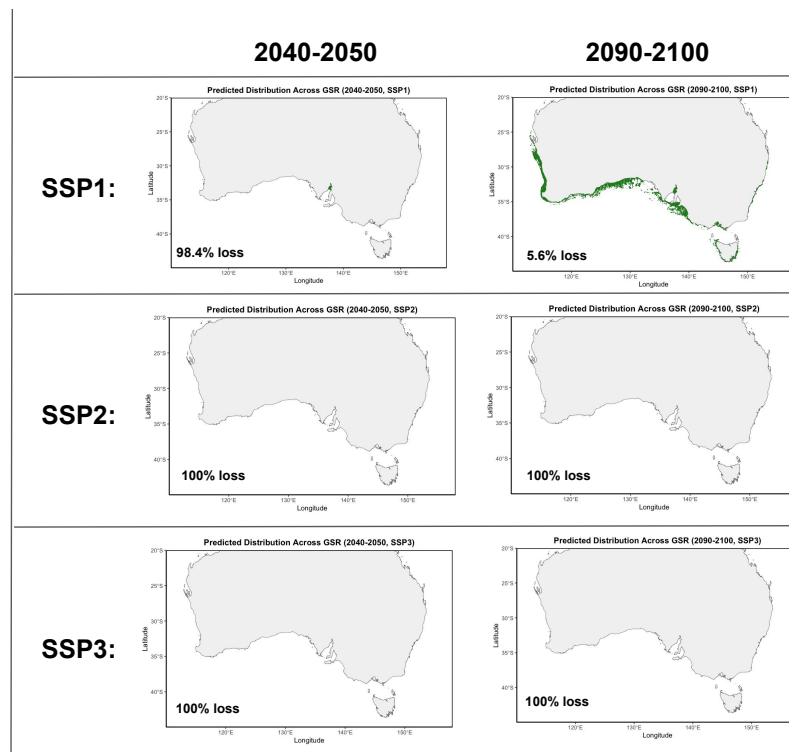 2040-2050 2090-2100
SSP1:
Predicted Distribution Across GSR (2040-2050, SSP1)
20°S
25°S
30°S
35°S
40°S
Latitude
98.4% loss
120°E 130°E 140°E 150°E
Longitude
Predicted Distribution Across GSR (2090-2100, SSP1)
20°S
25°S
30°S
35°S
40°S
Latitude
5.6% loss
120°E 130°E 140°E 150°E
Longitude
SSP2:
Predicted Distribution Across GSR (2040-2050, SSP2)
20°S
25°S
30°S
35°S
40°S
Latitude
100% loss
120°E 130°E 140°E 150°E
Longitude
Predicted Distribution Across GSR (2090-2100, SSP2)
20°S
25°S
30°S
35°S
40°S
Latitude
100% loss
120°E 130°E 140°E 150°E
Longitude
SSP3:
Predicted Distribution Across GSR (2040-2050, SSP3)
20°S
25°S
30°S
35°S
40°S
Latitude
100% loss
120°E 130°E 140°E 150°E
Longitude
Predicted Distribution Across GSR (2090-2100, SSP3)
20°S
25°S
30°S
35°S
40°S
Latitude
100% loss
120°E 130°E 140°E 150°E
Longitude